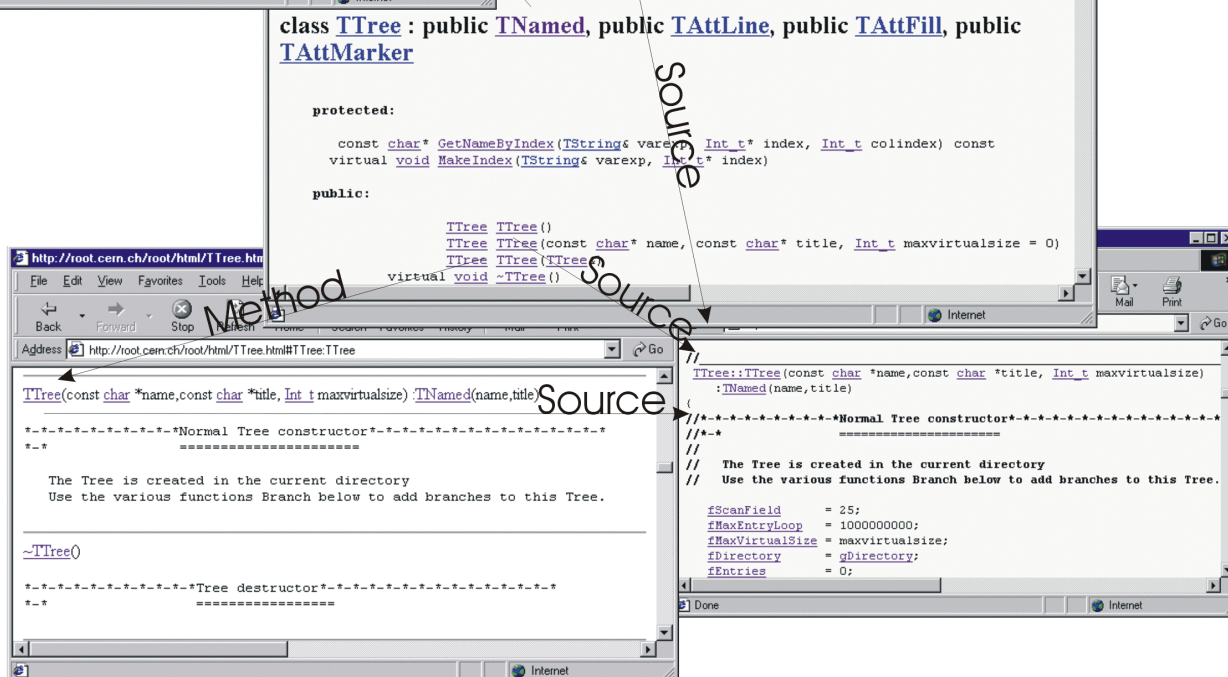 Internet
class TTree : public TNamed, public TAttLine, public TAttFill, public
TAttMarker
protected:
const char* GetNameByIndex(TString& varexp, Int_t* index, Int_t colindex) const
virtual void MakeIndex(TString& varexp, Int_t* index)
public:
TTree TTree()
TTree TTree(const char* name, const char* title, Int_t maxvirtualsize = 0)
TTree TTree(TTree&)
virtual void ~TTree()
Internet
Source
Source
Method
Source
http://root.cern.ch/root/html/TTree.htm
File Edit View Favorites Tools Help
Back Forward Stop Refresh Home Search Favorites History Mail Print
Address http://root.cern.ch/root/html/TTree.html#TTree:TTree Go
TTree(const char *name,const char *title, Int_t maxvirtualsize) :TNamed(name,title)
*-*-*-*-*-*-*-*-*-*-*Normal Tree constructor*-*-*-*-*-*-*-*-*-*-*-*-*-*-*
*-* =======================
The Tree is created in the current directory
Use the various functions Branch below to add branches to this Tree.
~TTree()
*-*-*-*-*-*-*-*-*-*-*-*Tree destructor*-*-*-*-*-*-*-*-*-*-*-*-*-*-*
*-* =================
Internet
Mail Print
Go
//
TTree::TTree(const char *name,const char *title, Int_t maxvirtualsize)
:TNamed(name,title)
{
//*-*-*-*-*-*-*-*-*-*-*Normal Tree constructor*-*-*-*-*-*-*-*-*-*-*-*-*-*
//*-* =======================
//
// The Tree is created in the current directory
// Use the various functions Branch below to add branches to this Tree.
fScanField = 25;
fMaxEntryLoop = 1000000000;
fMaxVirtualSize = maxvirtualsize;
fDirectory = gDirectory;
fEntries = 0;
Done Internet